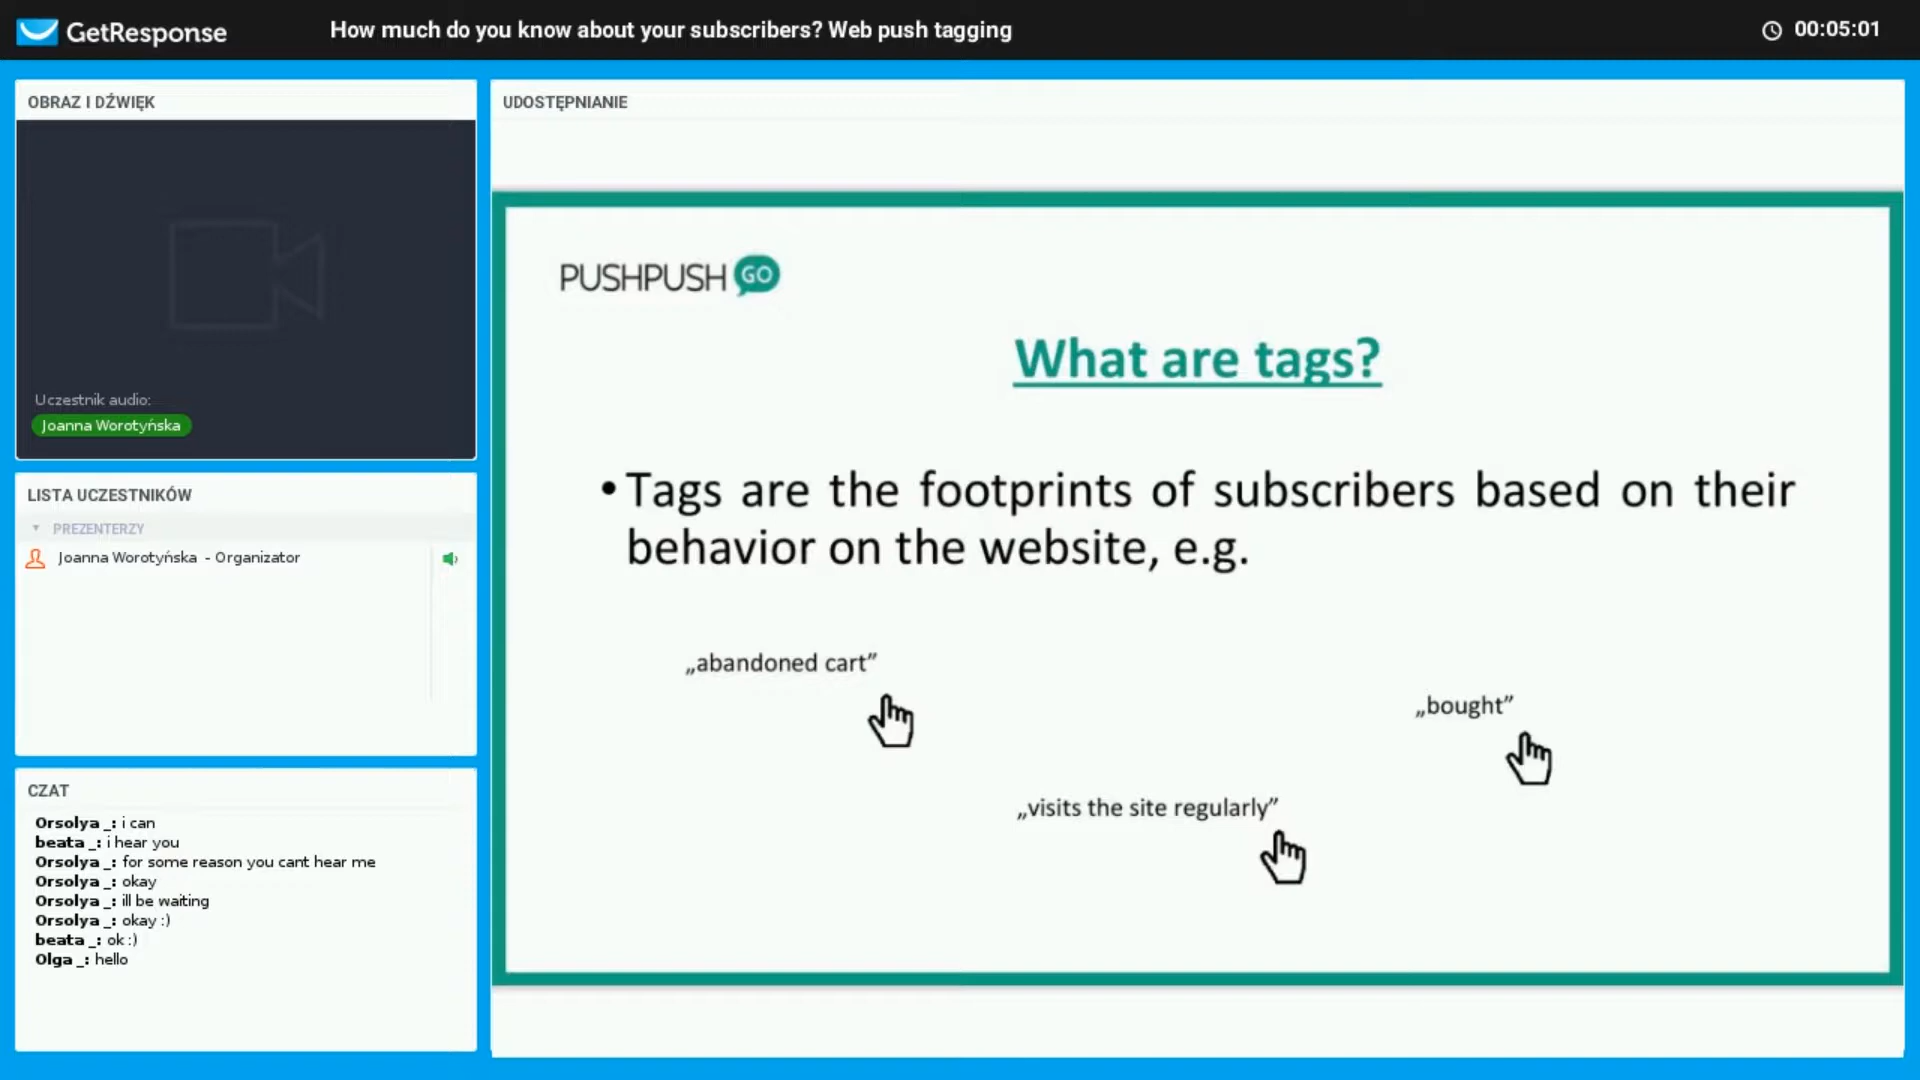 GetResponse
How much do you know about your subscribers? Web push tagging
00:05:01
OBRAZ I DŹWIĘK
Uczestnik audio:
Joanna Worotyńska
LISTA UCZESTNIKÓW
PREZENTERZY
Joanna Worotyńska - Organizator
CZAT
Orsolya _: i can
beata _: i hear you
Orsolya _: for some reason you cant hear me
Orsolya _: okay
Orsolya _: ill be waiting
Orsolya _: okay :)
beata _: ok :)
Olga _: hello
UDOSTĘPNIANIE
PUSHPUSH GO
What are tags?
• Tags are the footprints of subscribers based on their
behavior on the website, e.g.
„abandoned cart”
„bought”
„visits the site regularly”